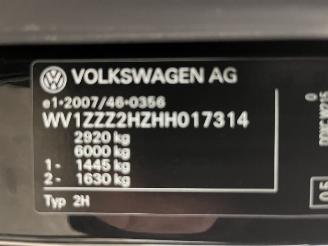 VOLKSWAGEN AG
e1*2007/46*0356
WV1ZZZ2HZHH017314
2920 kg
6000 kg
1- 1445 kg
2- 1630 kg
Typ 2H